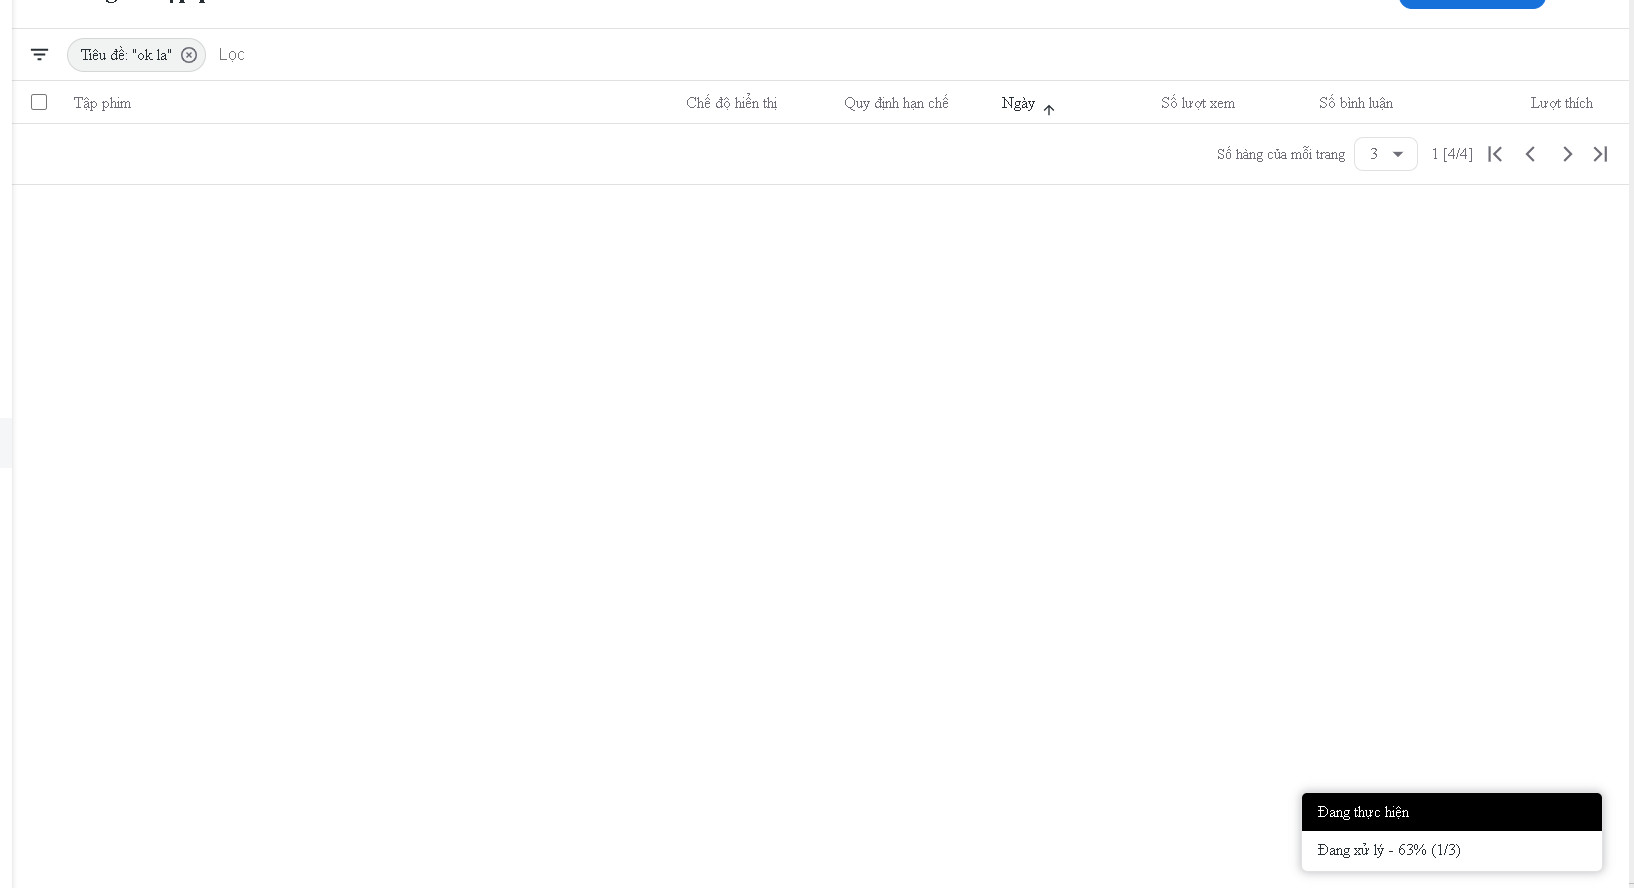 Tiêu đề: "ok la" Lọc
Tập phim Chế độ hiển thị Quy định hạn chế Ngày Số lượt xem Số bình luận Lượt thích
Số hàng của mỗi trang 3 1 [4/4]
Đang thực hiện
Đang xử lý - 63% (1/3)